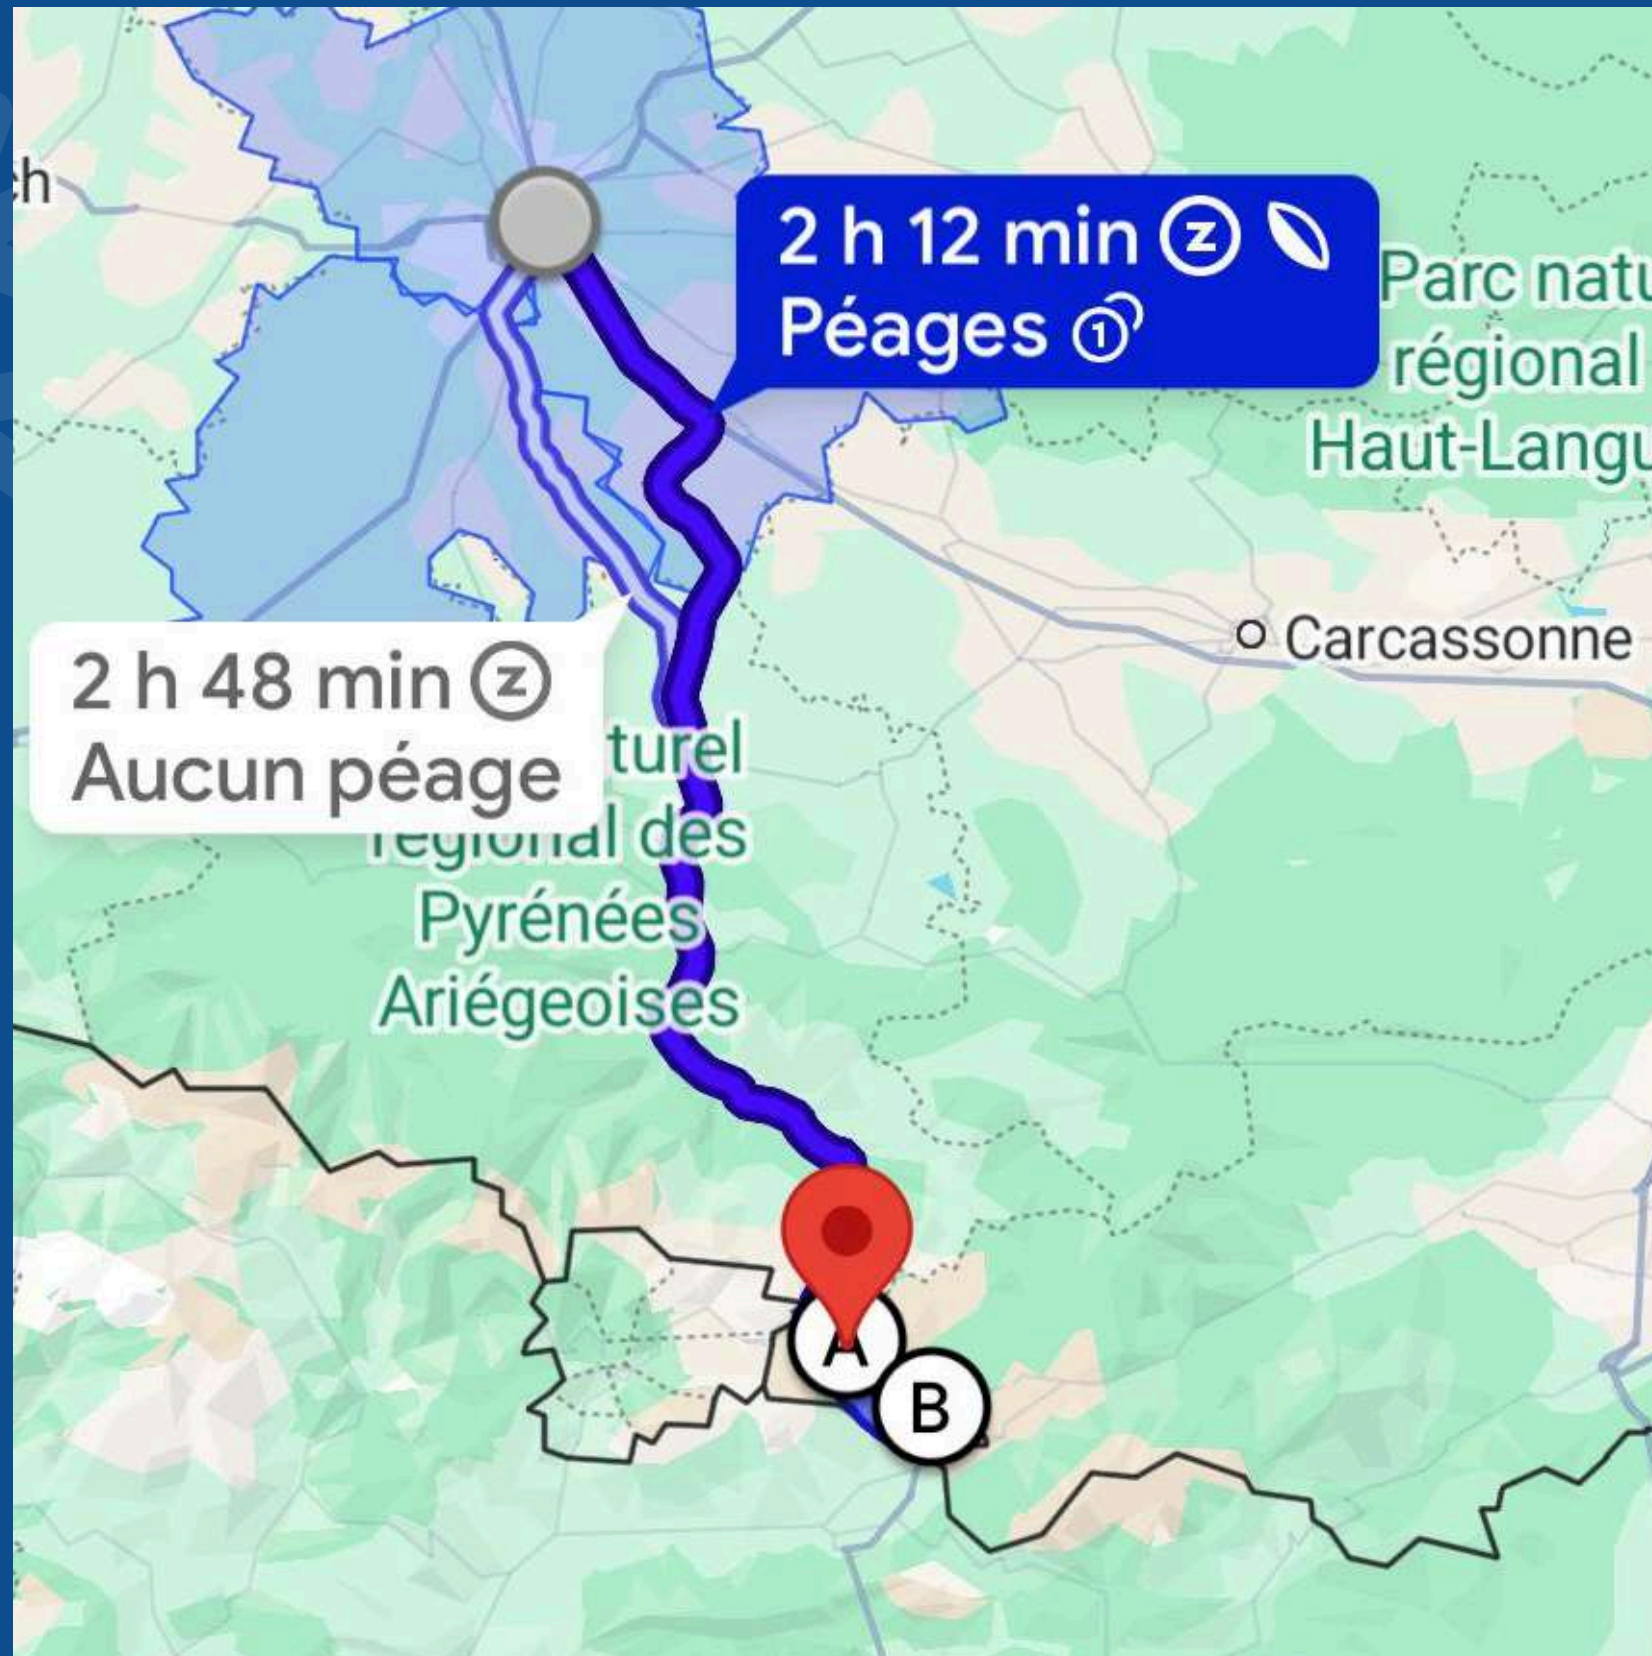 ch
2 h 12 min
Péages
Parc natu
régional
Haut-Langu
Carcassonne
2 h 48 min
Aucun péage
turel
régional des
Pyrénées
Ariégeoises
A
B